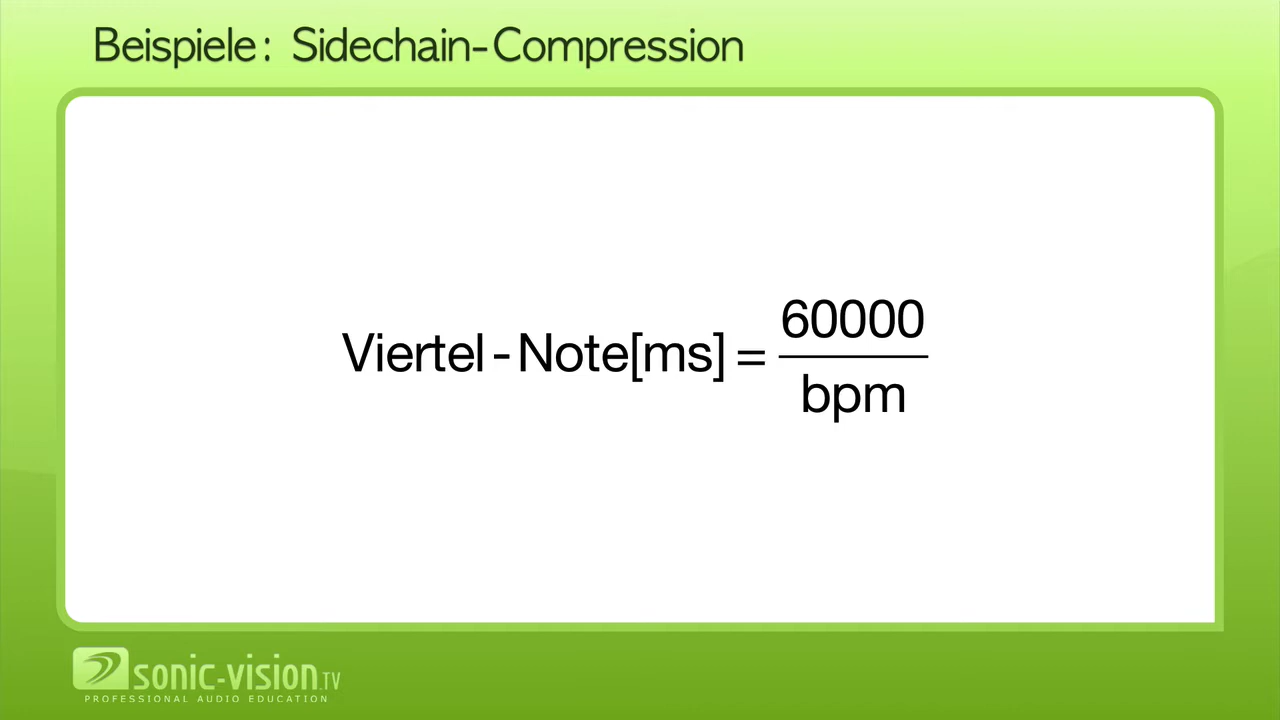 Beispiele: Sidechain-Compression
Viertel-Note[ms] = 60000 / bpm
sonic-vision.TV
PROFESSIONAL AUDIO EDUCATION